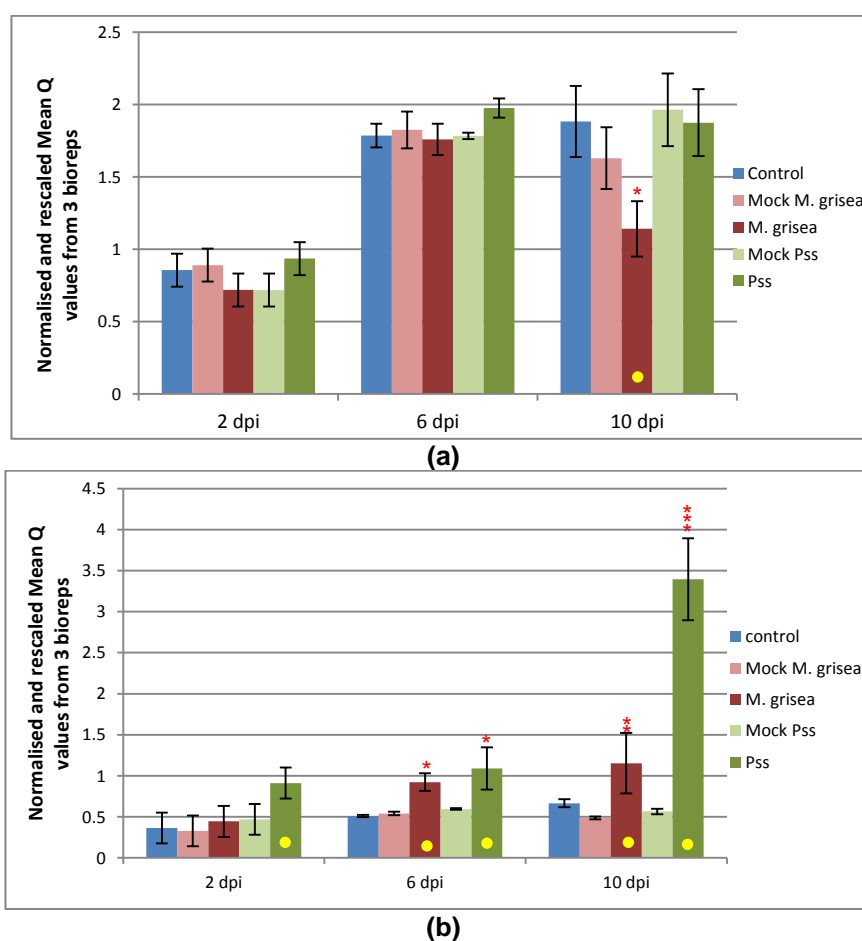 Normalised and rescaled Mean Q
values from 3 bioreps
2.5
2
1.5
1
0.5
0
*
2 dpi
6 dpi
10 dpi
Control
Mock M. grisea
M. grisea
Mock Pss
Pss
(a)
Normalised and rescaled Mean Q
values from 3 bioreps
4.5
4
3.5
3
2.5
2
1.5
1
0.5
0
*
*
**
***
2 dpi
6 dpi
10 dpi
control
Mock M. grisea
M. grisea
Mock Pss
Pss
(b)